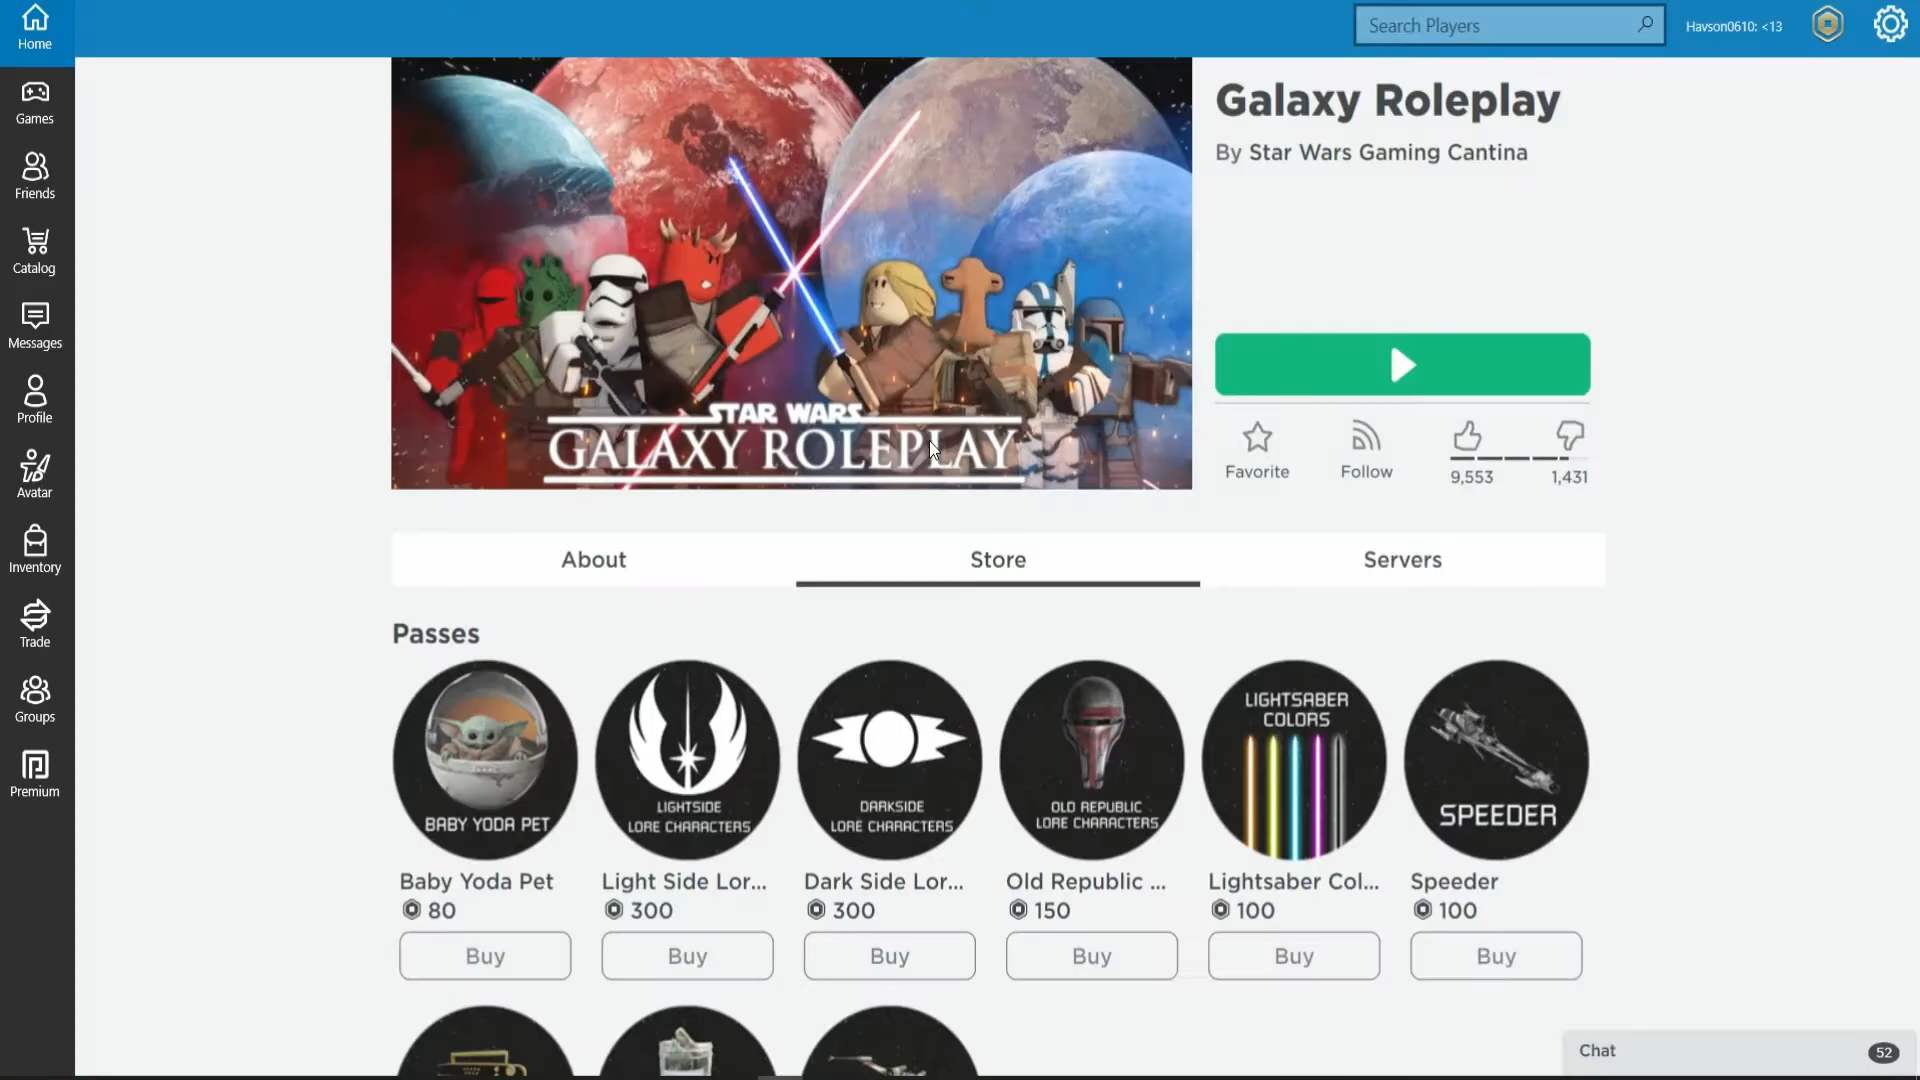 Home
Search Players
Havson0610: <13
Games
Friends
Catalog
Messages
Profile
Avatar
Inventory
Trade
Groups
Premium
STAR WARS
GALAXY ROLEPLAY
Galaxy Roleplay
By Star Wars Gaming Cantina
Favorite
Follow
9,553
1,431
About
Store
Servers
Passes
BABY YODA PET
LIGHTSIDE
LORE CHARACTERS
DARKSIDE
LORE CHARACTERS
OLD REPUBLIC
LORE CHARACTERS
LIGHTSABER
COLORS
SPEEDER
Baby Yoda Pet
80
Buy
Light Side Lor...
300
Buy
Dark Side Lor...
300
Buy
Old Republic ...
150
Buy
Lightsaber Col...
100
Buy
Speeder
100
Buy
Chat
52